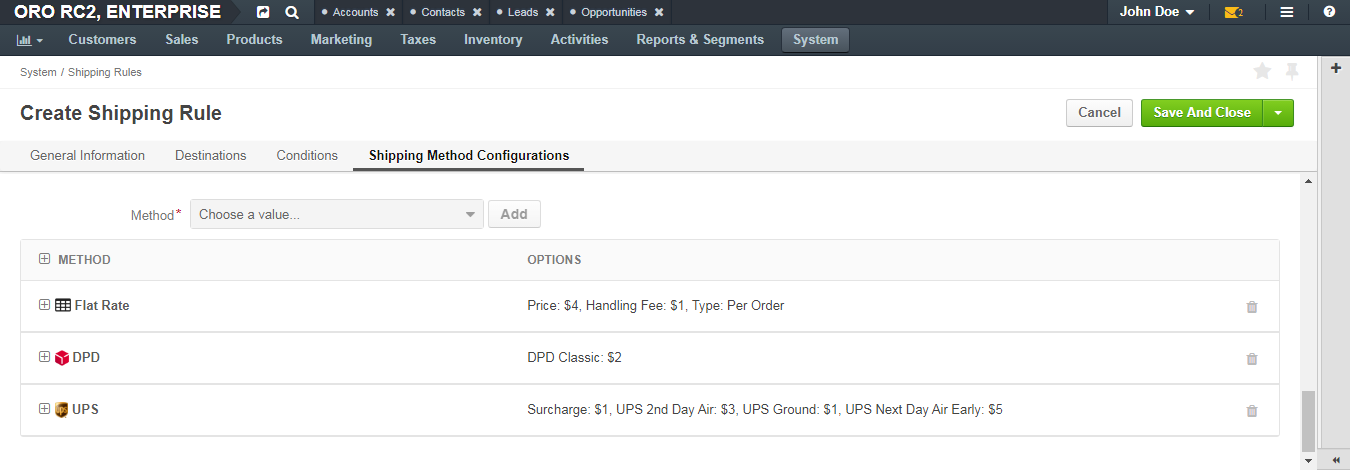 ORO RC2, ENTERPRISE
• Accounts ✖ • Contacts ✖ • Leads ✖ • Opportunities ✖
John Doe
2
Customers Sales Products Marketing Taxes Inventory Activities Reports & Segments System
System / Shipping Rules
Create Shipping Rule
Cancel Save And Close
General Information Destinations Conditions Shipping Method Configurations
Method* Choose a value... Add
METHOD OPTIONS
Flat Rate Price: $4, Handling Fee: $1, Type: Per Order
DPD DPD Classic: $2
ups UPS Surcharge: $1, UPS 2nd Day Air: $3, UPS Ground: $1, UPS Next Day Air Early: $5